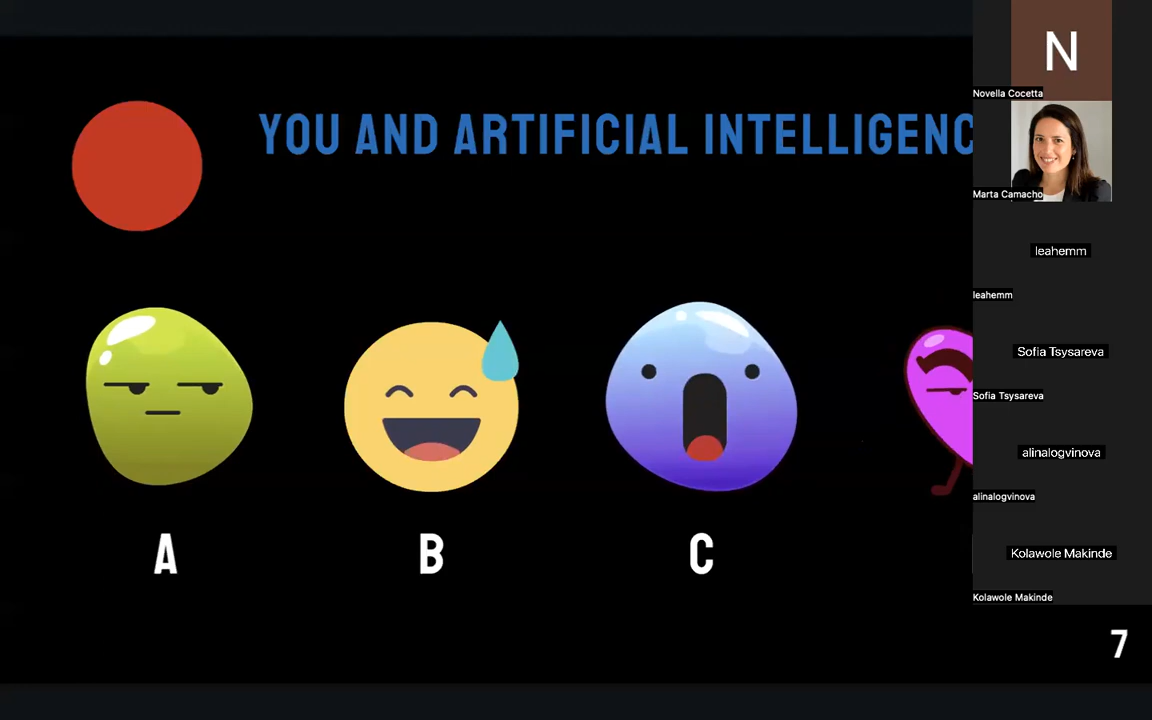 YOU AND ARTIFICIAL INTELLIGENC
A
B
C
7
N
Novella Cocetta
Marta Camacho
leahemm
leahemm
Sofia Tsysareva
Sofia Tsysareva
alinalogvinova
alinalogvinova
Kolawole Makinde
Kolawole Makinde